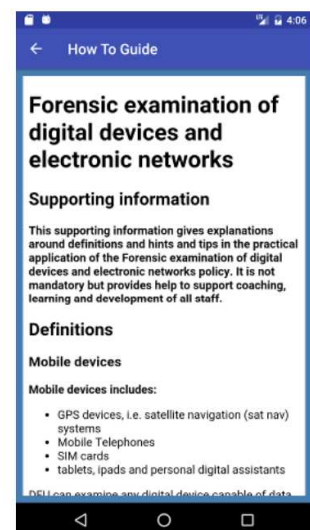 4:06
How To Guide
Forensic examination of
digital devices and
electronic networks
Supporting information
This supporting information gives explanations
around definitions and hints and tips in the practical
application of the Forensic examination of digital
devices and electronic networks policy. It is not
mandatory but provides help to support coaching,
learning and development of all staff.
Definitions
Mobile devices
Mobile devices includes:
• GPS devices, i.e. satellite navigation (sat nav)
systems
• Mobile Telephones
• SIM cards
• tablets, ipads and personal digital assistants
DFU can examine any digital device capable of data